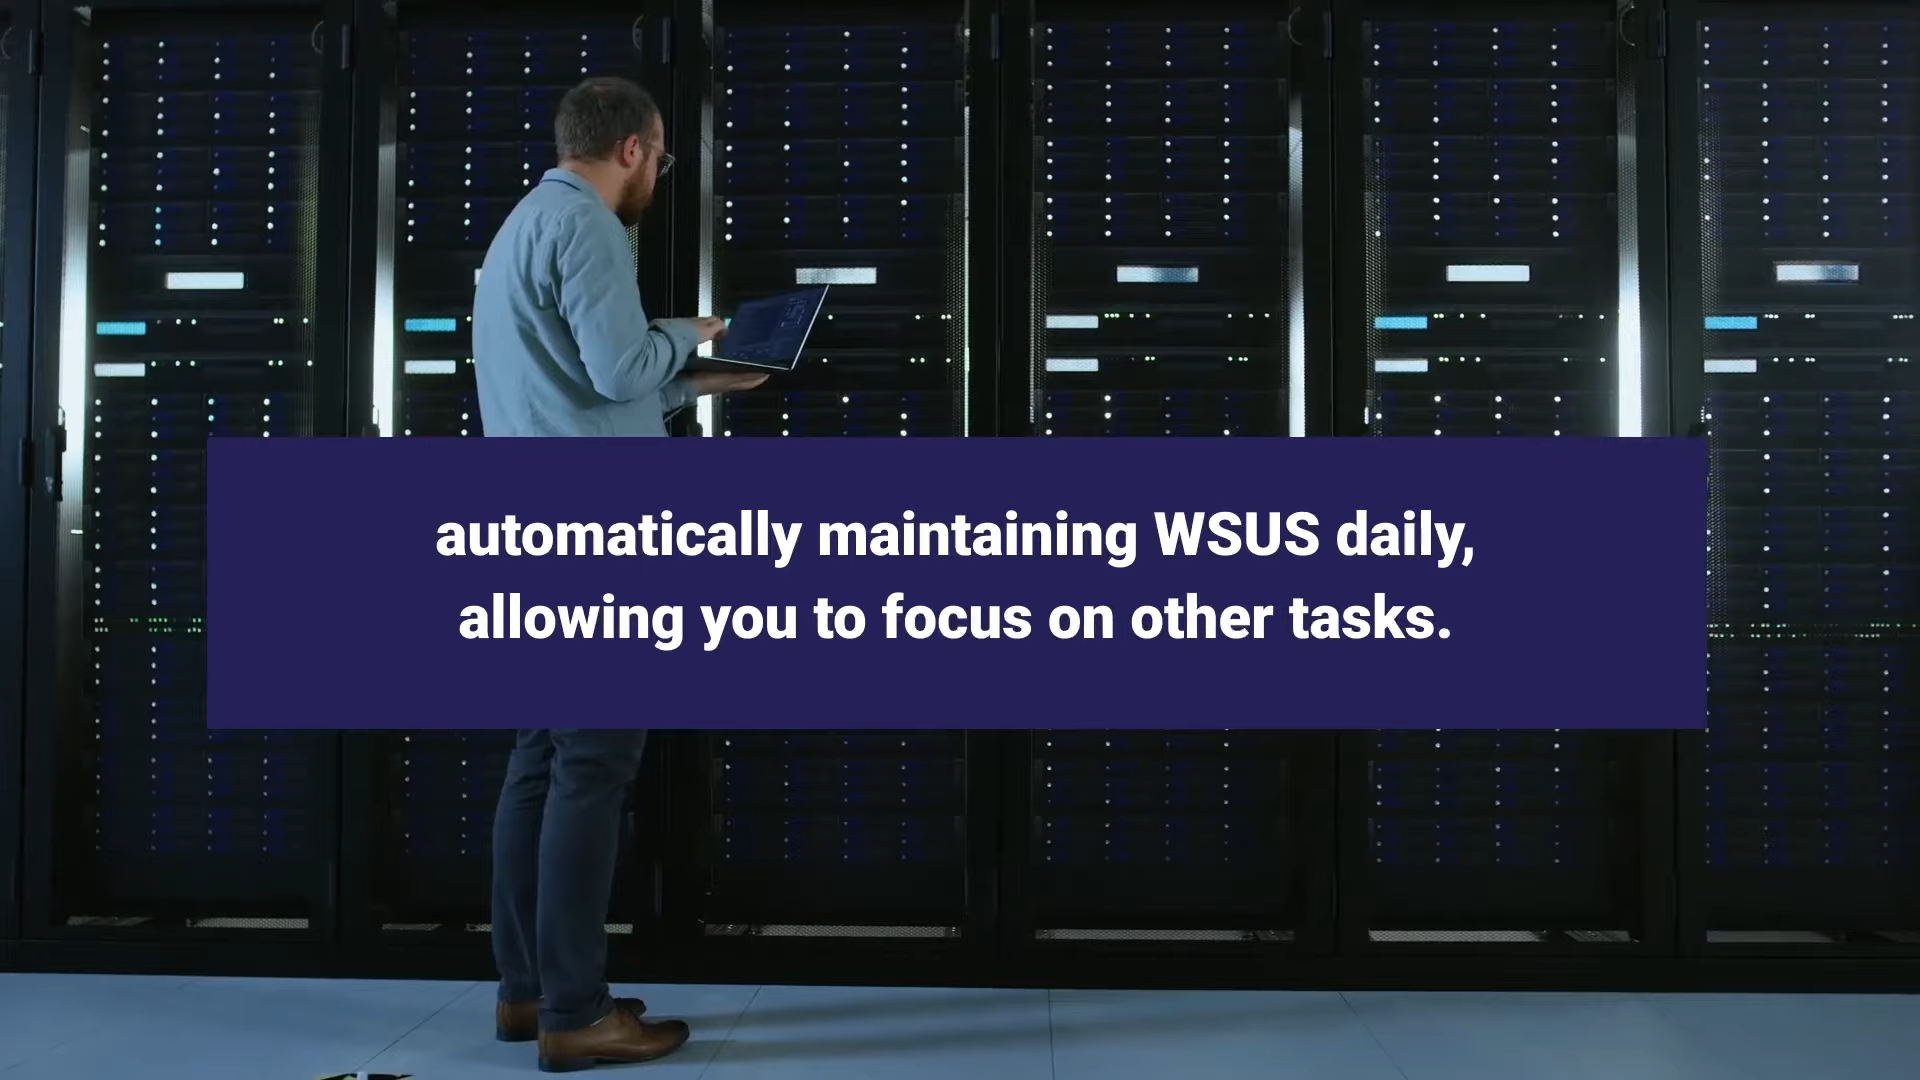 automatically maintaining WSUS daily,
allowing you to focus on other tasks.